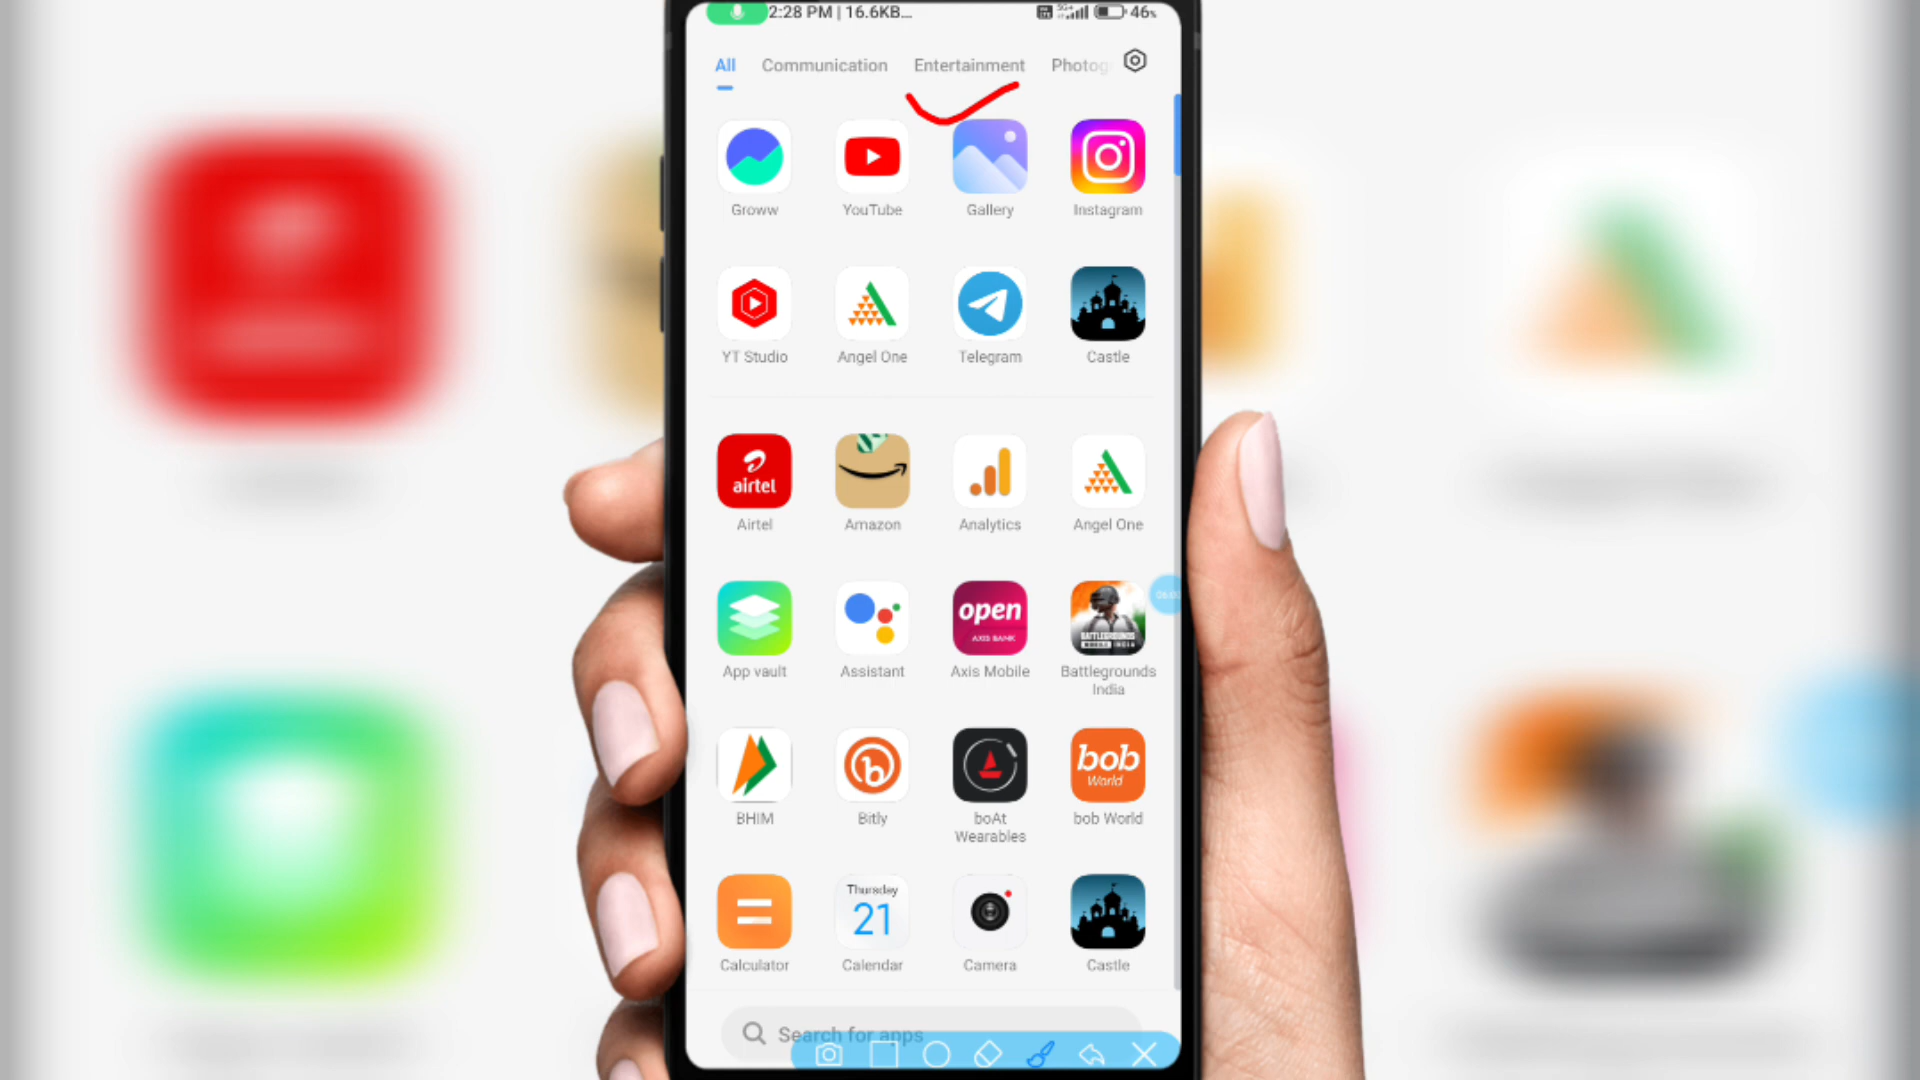 2:28 PM | 16.6KB... 46%
All Communication Entertainment Photog
Groww YouTube Gallery Instagram
YT Studio Angel One Telegram Castle
airtel
Airtel Amazon Analytics Angel One
open
AXIS BANK
BATTLEGROUNDS
MOBILE INDIA
App vault Assistant Axis Mobile Battlegrounds
India
bob
World
BHIM Bitly boAt bob World
Wearables
Thursday
21
Calculator Calendar Camera Castle
Search for apps